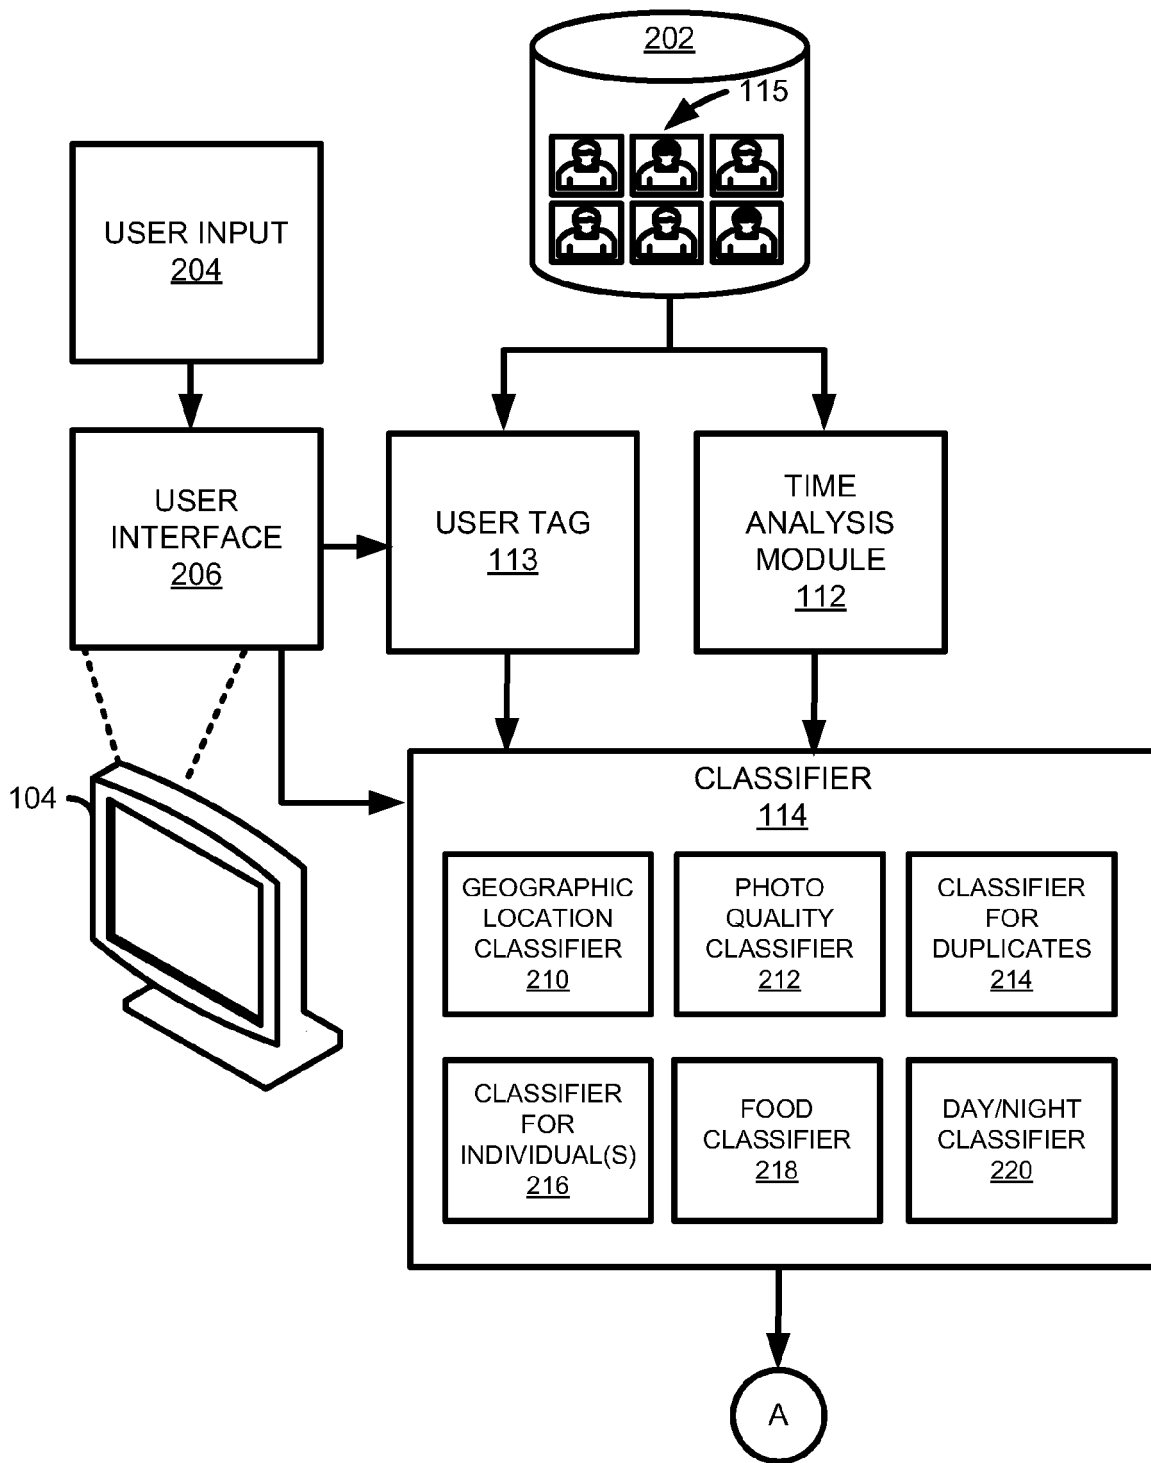 202
115
USER INPUT
204
USER
INTERFACE
206
USER TAG
113
TIME
ANALYSIS
MODULE
112
104
CLASSIFIER
114
GEOGRAPHIC
LOCATION
CLASSIFIER
210
PHOTO
QUALITY
CLASSIFIER
212
CLASSIFIER
FOR
DUPLICATES
214
CLASSIFIER
FOR
INDIVIDUAL(S)
216
FOOD
CLASSIFIER
218
DAY/NIGHT
CLASSIFIER
220
A